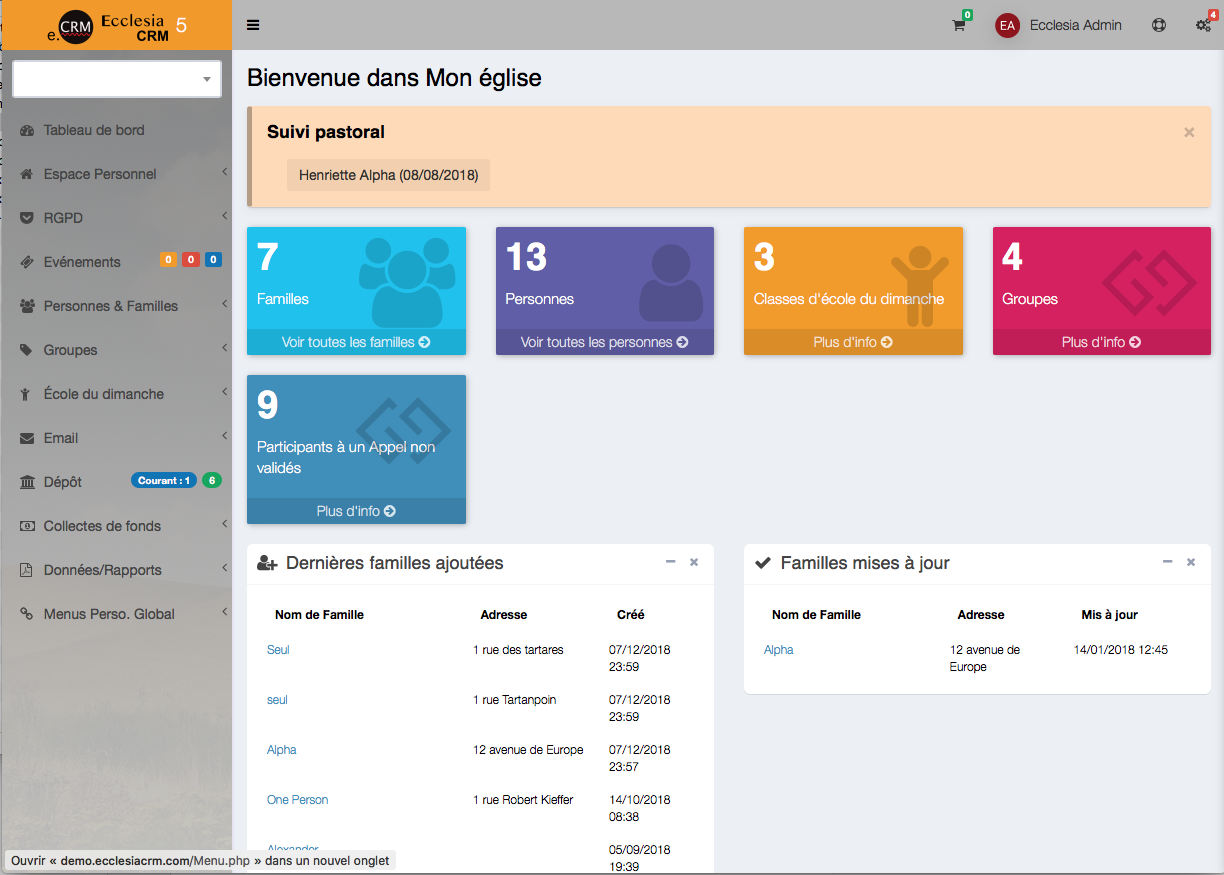 e.CRM Ecclesia CRM 5
0
EA Ecclesia Admin
4
Bienvenue dans Mon église
Tableau de bord
Espace Personnel
RGPD
Evénements 0 0 0
Personnes & Familles
Groupes
École du dimanche
Email
Dépôt Courant : 1 6
Collectes de fonds
Données/Rapports
Menus Perso. Global
Suivi pastoral ×
Henriette Alpha (08/08/2018)
7
Familles
Voir toutes les familles
13
Personnes
Voir toutes les personnes
3
Classes d'école du dimanche
Plus d'info
4
Groupes
Plus d'info
9
Participants à un Appel non
validés
Plus d'info
Dernières familles ajoutées
Nom de Famille Adresse Créé
Seul 1 rue des tartares 07/12/2018
23:59
seul 1 rue Tartanpoin 07/12/2018
23:59
Alpha 12 avenue de Europe 07/12/2018
23:57
One Person 1 rue Robert Kieffer 14/10/2018
08:38
Alexander 05/09/2018
19:39
Familles mises à jour
Nom de Famille Adresse Mis à jour
Alpha 12 avenue de 14/01/2018 12:45
Europe
Ouvrir « demo.ecclesiacrm.com/Menu.php » dans un nouvel onglet